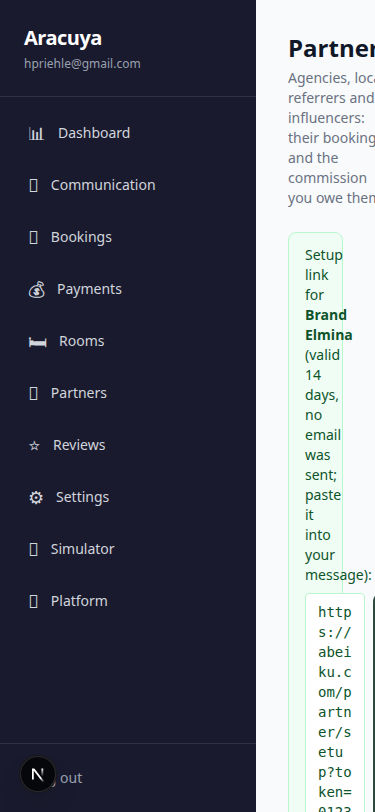 Aracuya
hpriehle@gmail.com
Dashboard
Communication
Bookings
Payments
Rooms
Partners
Reviews
Settings
Simulator
Platform
N
out
Partner
Agencies, loca
referrers and
influencers:
their booking
and the
commission
you owe them
Setup
link
for
Brand
Elmina
(valid
14
days,
no
email
was
sent;
paste
it
into
your
message):
http
s://
abei
ku.c
om/p
artn
er/s
etu
p?to
ken=
0123